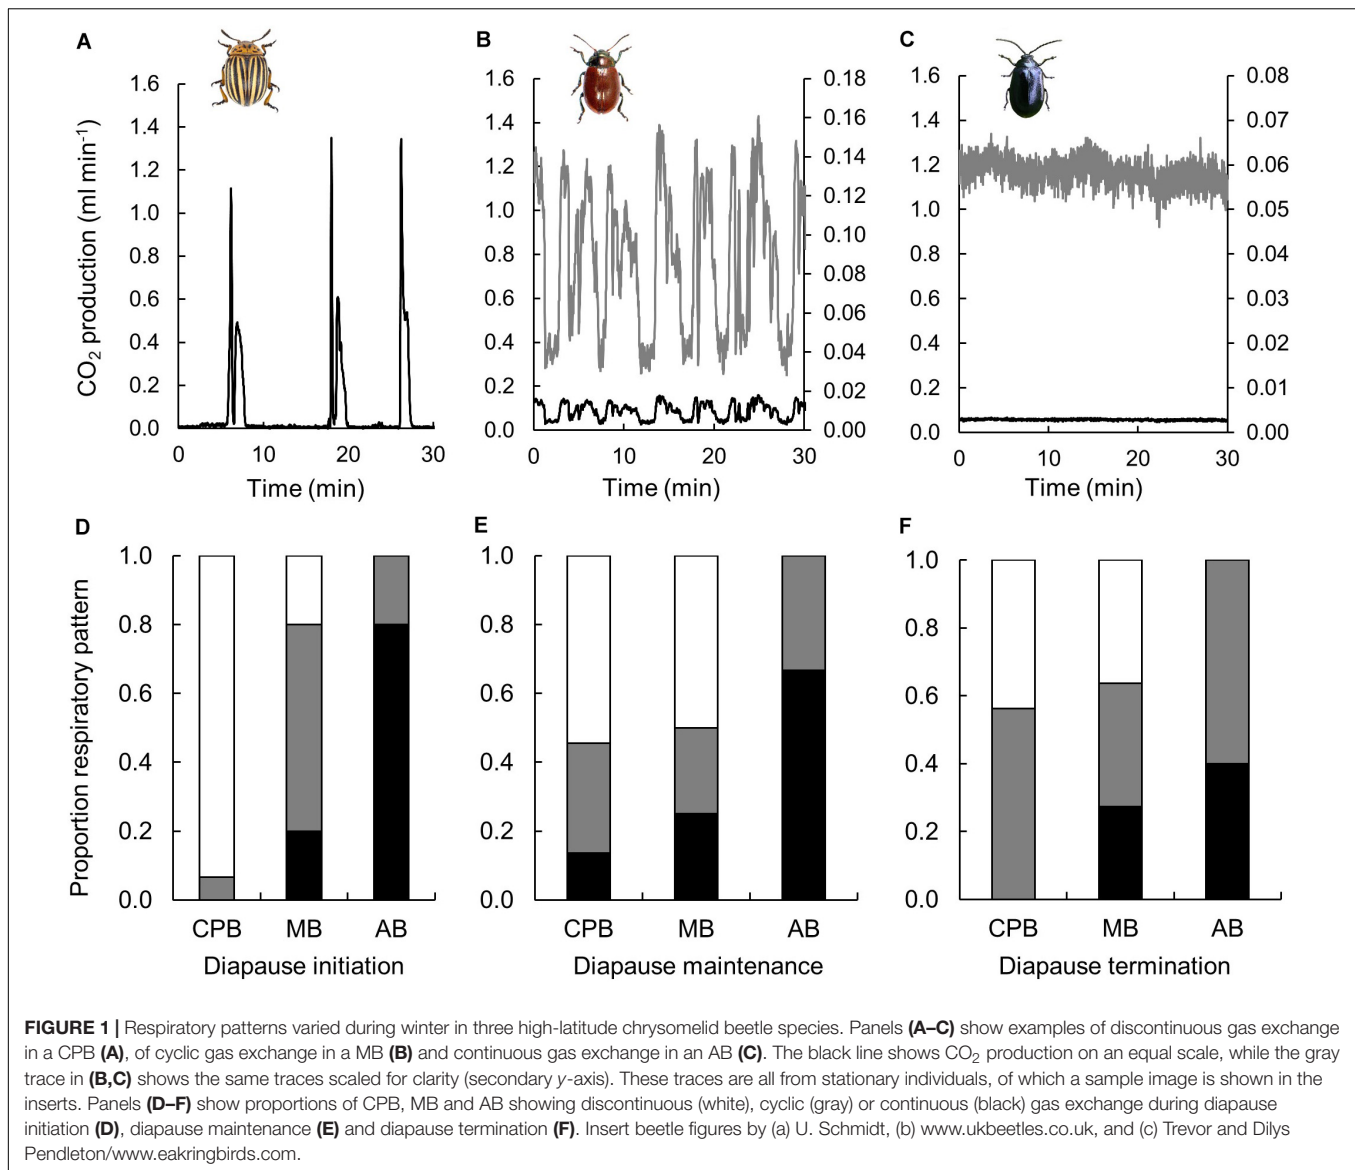 A
B
C
1.6
1.4
1.2
1.0
0.8
0.6
0.4
0.2
0.0
CO2 production (ml min-1)
0 10 20 30
Time (min)
1.6
1.4
1.2
1.0
0.8
0.6
0.4
0.2
0.0
0.18
0.16
0.14
0.12
0.10
0.08
0.06
0.04
0.02
0.00
0 10 20 30
Time (min)
1.6
1.4
1.2
1.0
0.8
0.6
0.4
0.2
0.0
0.08
0.07
0.06
0.05
0.04
0.03
0.02
0.01
0.00
0 10 20 30
Time (min)
D
E
F
1.0
0.8
0.6
0.4
0.2
0.0
Proportion respiratory pattern
CPB MB AB
Diapause initiation
1.0
0.8
0.6
0.4
0.2
0.0
CPB MB AB
Diapause maintenance
1.0
0.8
0.6
0.4
0.2
0.0
CPB MB AB
Diapause termination
FIGURE 1 | Respiratory patterns varied during winter in three high-latitude chrysomelid beetle species. Panels (A–C) show examples of discontinuous gas exchange
in a CPB (A), of cyclic gas exchange in a MB (B) and continuous gas exchange in an AB (C). The black line shows CO2 production on an equal scale, while the gray
trace in (B,C) shows the same traces scaled for clarity (secondary y-axis). These traces are all from stationary individuals, of which a sample image is shown in the
inserts. Panels (D–F) show proportions of CPB, MB and AB showing discontinuous (white), cyclic (gray) or continuous (black) gas exchange during diapause
initiation (D), diapause maintenance (E) and diapause termination (F). Insert beetle figures by (a) U. Schmidt, (b) www.ukbeetles.co.uk, and (c) Trevor and Dilys
Pendleton/www.eakringbirds.com.